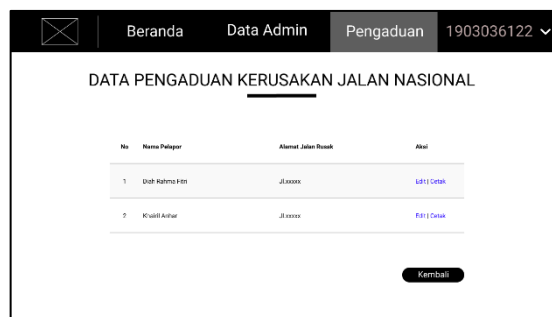 Beranda Data Admin Pengaduan 1903036122
DATA PENGADUAN KERUSAKAN JALAN NASIONAL
No Nama Pelapor Alamat Jalan Rusak Aksi
1 Diah Rahma Fitri Jl.xxxxx Edit | Cetak
2 Khairil Anhar Jl.xxxxx Edit | Cetak
Kembali